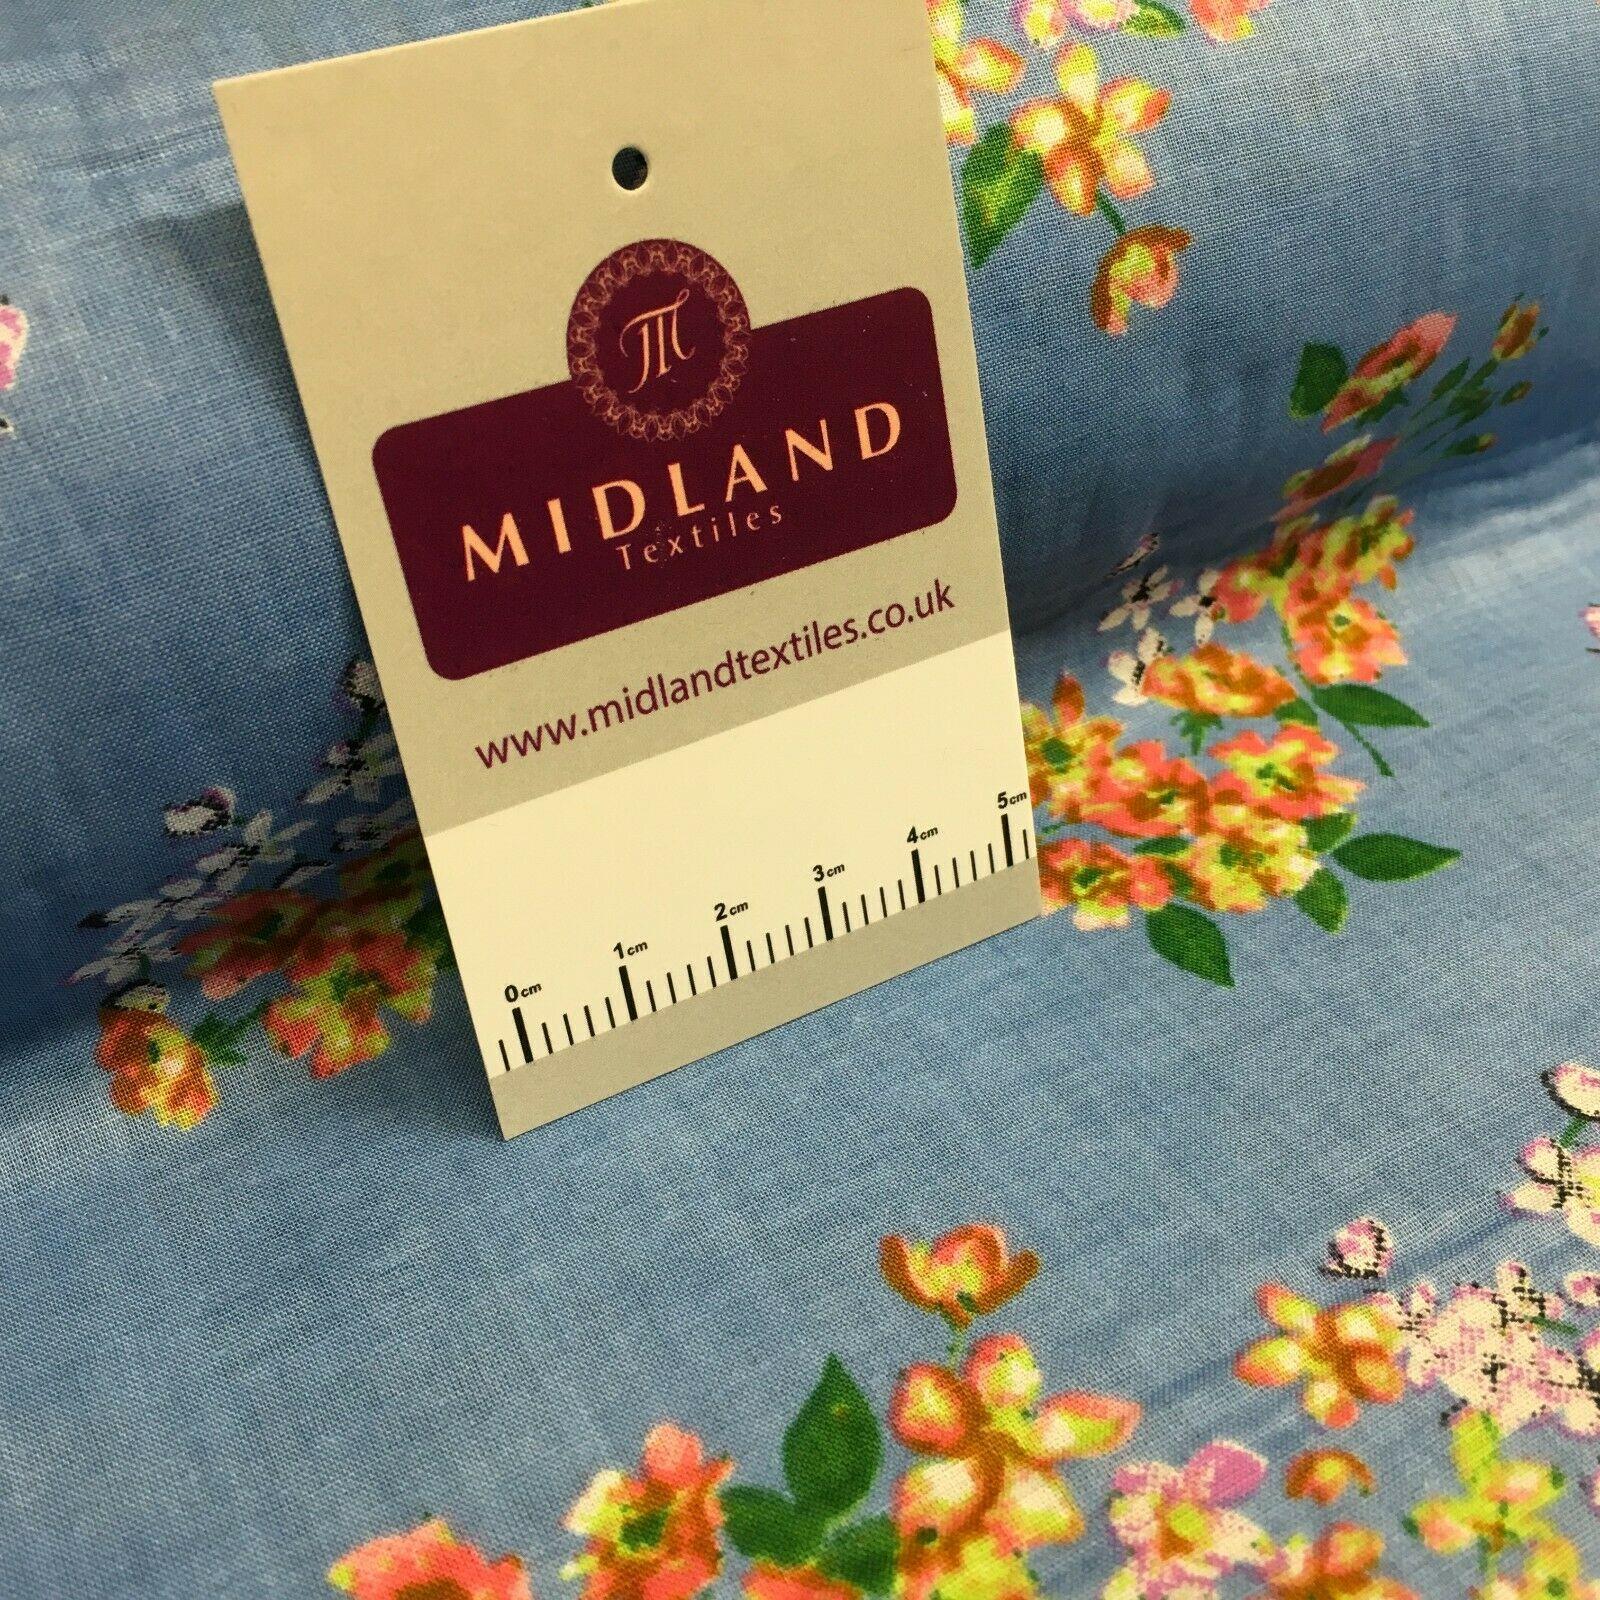 M
MIDLAND
Textiles
www.midlandtextiles.co.uk
0cm 1cm 2cm 3cm 4cm 5cm